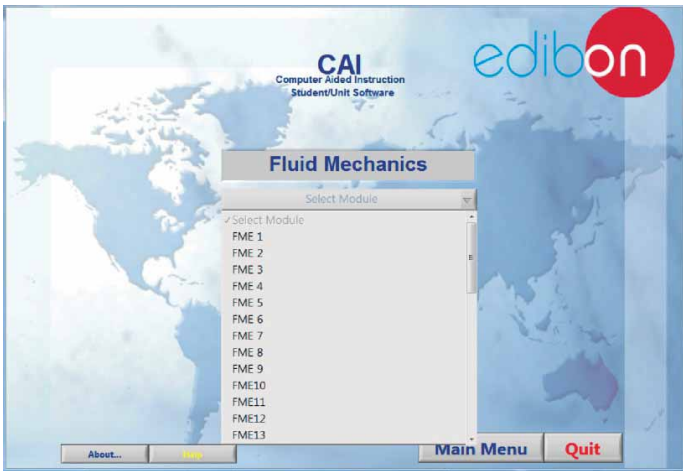 edibon
CAI
Computer Aided Instruction
Student/Unit Software
Fluid Mechanics
Select Module
✓Select Module
FME 1
FME 2
FME 3
FME 4
FME 5
FME 6
FME 7
FME 8
FME 9
FME10
FME11
FME12
FME13
About...
Help
Main Menu
Quit